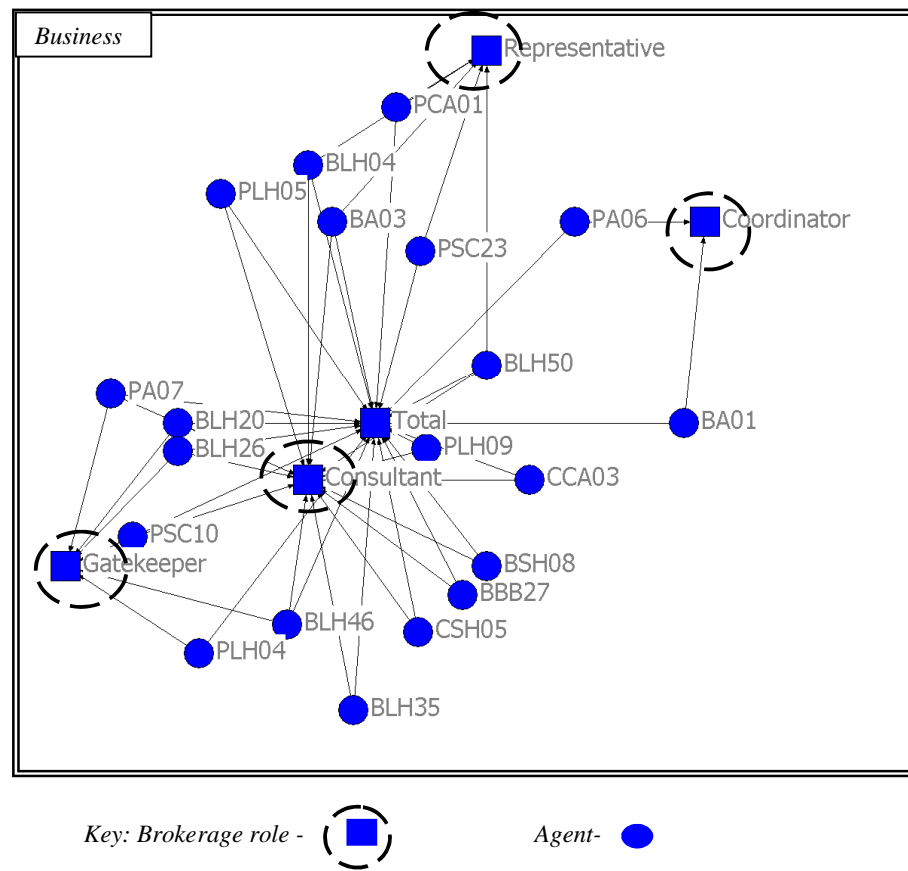 Business
Representative
PCA01
BLH04
PLH05
BA03
PA06
Coordinator
PSC23
BLH50
PA07
BLH20
Total
BA01
BLH26
PLH09
Consultant
CCA03
PSC10
Gatekeeper
BSH08
BBB27
BLH46
CSH05
PLH04
BLH35
Key: Brokerage role -
Agent-